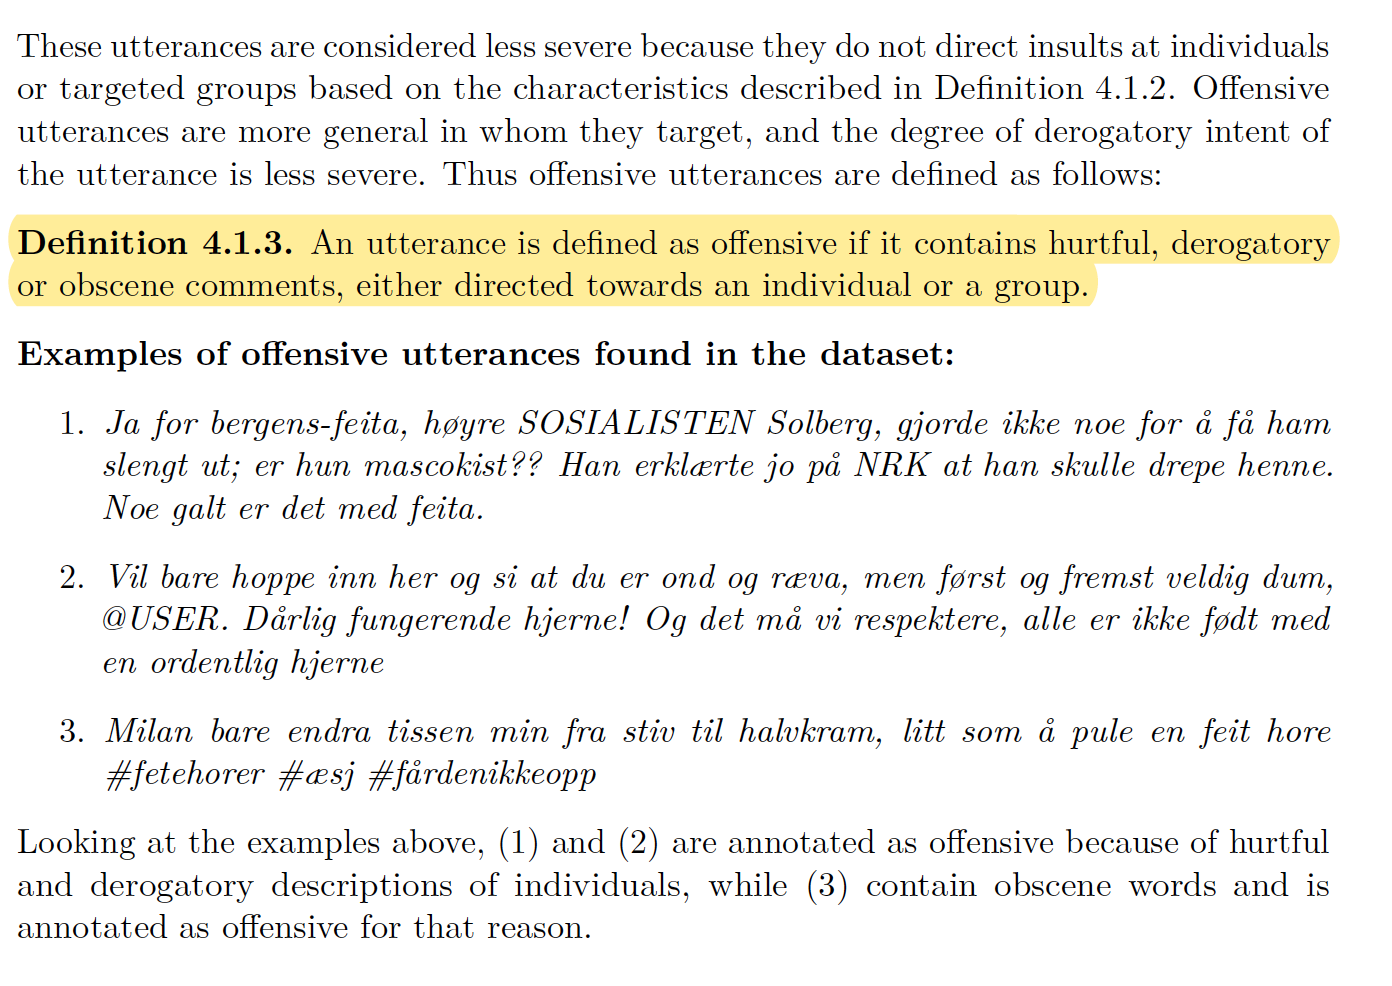 These utterances are considered less severe because they do not direct insults at individuals
or targeted groups based on the characteristics described in Definition 4.1.2. Offensive
utterances are more general in whom they target, and the degree of derogatory intent of
the utterance is less severe. Thus offensive utterances are defined as follows:
Definition 4.1.3. An utterance is defined as offensive if it contains hurtful, derogatory
or obscene comments, either directed towards an individual or a group.
Examples of offensive utterances found in the dataset:
1. Ja for bergens-feita, høyre SOSIALISTEN Solberg, gjorde ikke noe for å få ham
slengt ut; er hun mascokist?? Han erklærte jo på NRK at han skulle drepe henne.
Noe galt er det med feita.
2. Vil bare hoppe inn her og si at du er ond og ræva, men først og fremst veldig dum,
@USER. Dårlig fungerende hjerne! Og det må vi respektere, alle er ikke født med
en ordentlig hjerne
3. Milan bare endra tissen min fra stiv til halvkram, litt som å pule en feit hore
#fetehorer #æsj #fårdenikkeopp
Looking at the examples above, (1) and (2) are annotated as offensive because of hurtful
and derogatory descriptions of individuals, while (3) contain obscene words and is
annotated as offensive for that reason.